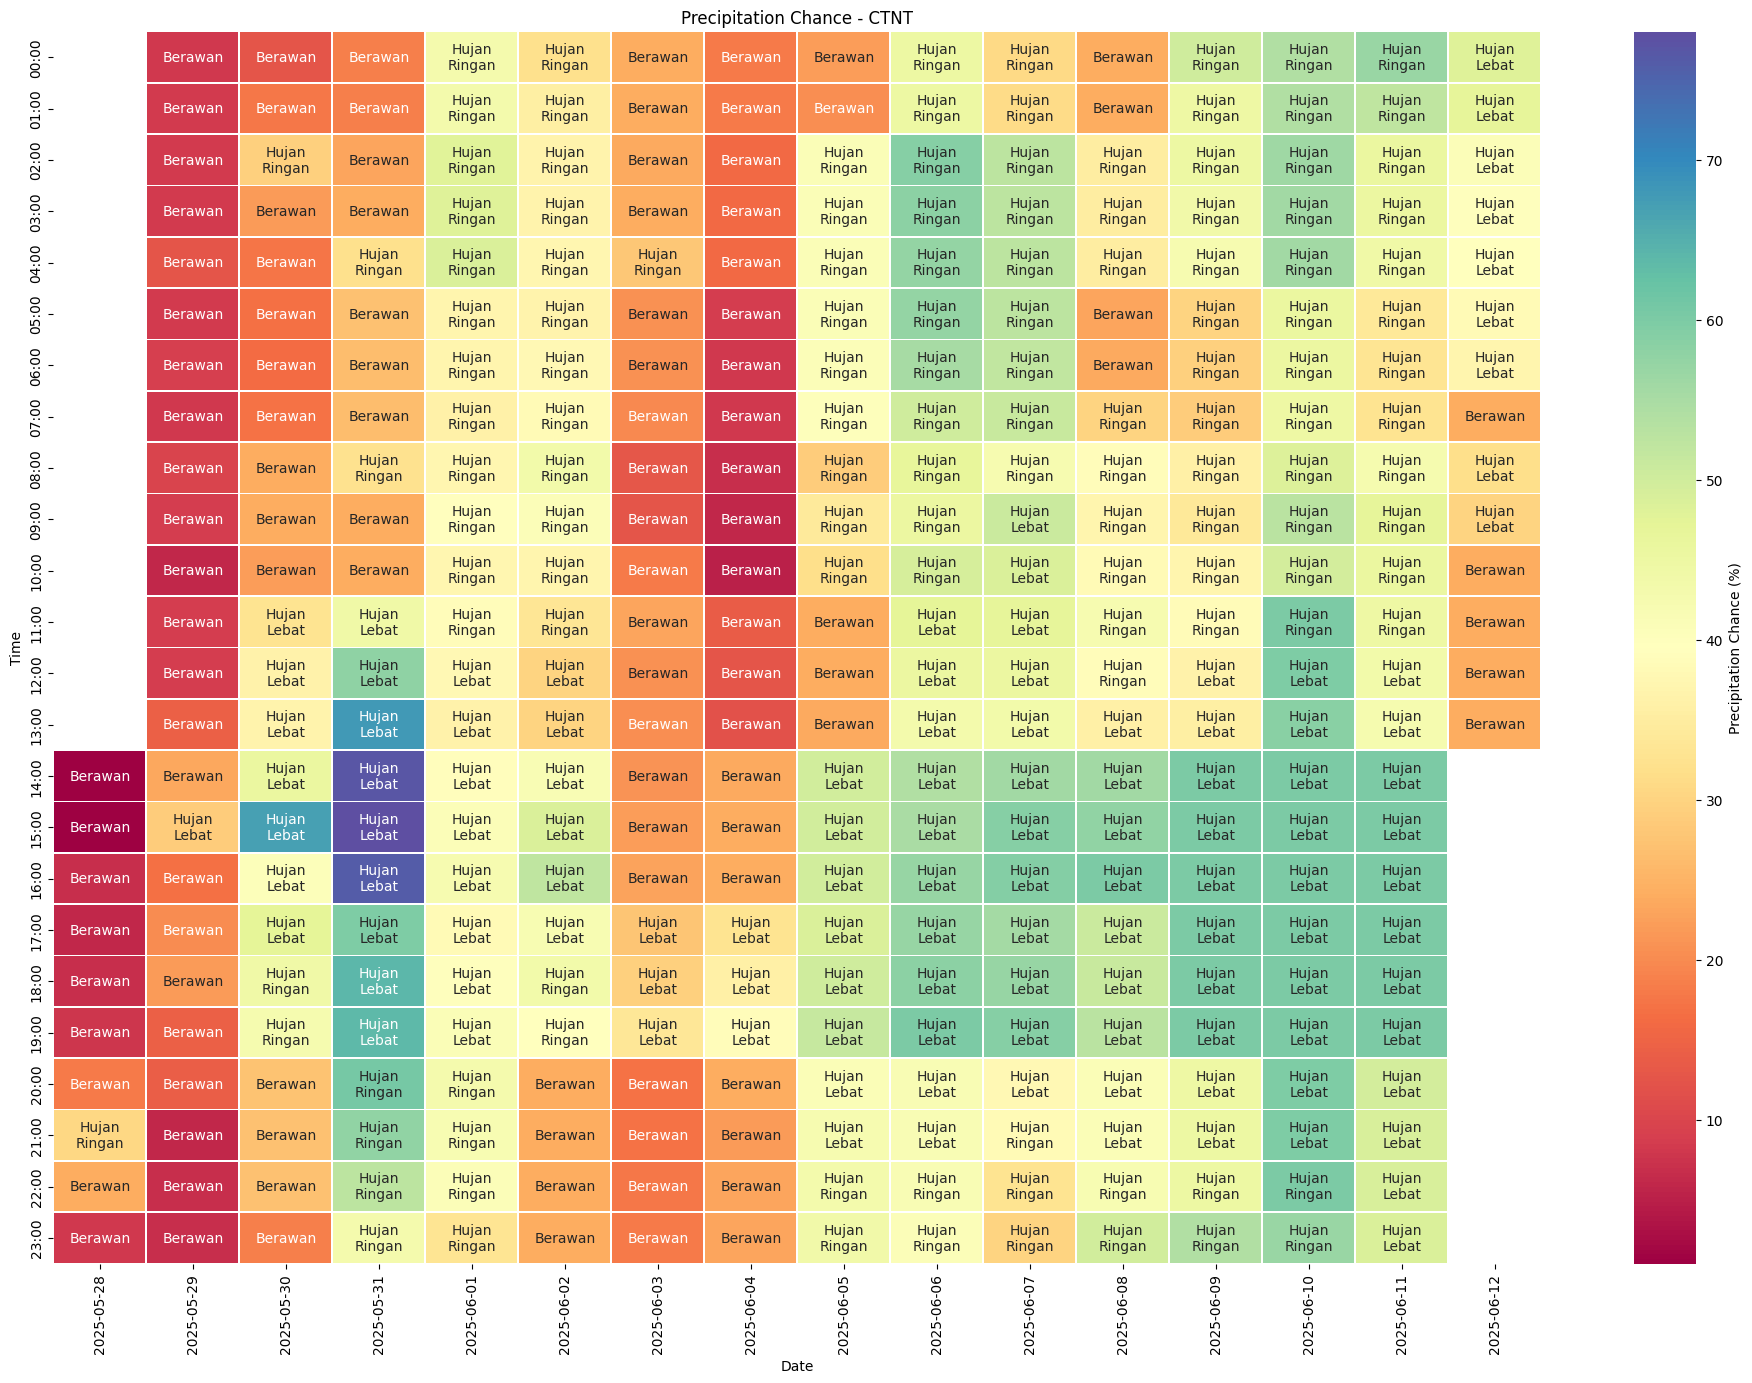 Precipitation Chance - CTNT
00:00 Berawan Berawan Berawan Hujan Ringan Hujan Ringan Berawan Berawan Berawan Hujan Ringan Hujan Ringan Berawan Hujan Ringan Hujan Ringan Hujan Ringan Hujan Lebat
01:00 Berawan Berawan Berawan Hujan Ringan Hujan Ringan Berawan Berawan Berawan Hujan Ringan Hujan Ringan Berawan Hujan Ringan Hujan Ringan Hujan Ringan Hujan Lebat
02:00 Berawan Hujan Ringan Berawan Hujan Ringan Hujan Ringan Berawan Berawan Hujan Ringan Hujan Ringan Hujan Ringan Hujan Ringan Hujan Ringan Hujan Ringan Hujan Ringan Hujan Lebat
03:00 Berawan Berawan Berawan Hujan Ringan Hujan Ringan Berawan Berawan Hujan Ringan Hujan Ringan Hujan Ringan Hujan Ringan Hujan Ringan Hujan Ringan Hujan Ringan Hujan Lebat
04:00 Berawan Berawan Hujan Ringan Hujan Ringan Hujan Ringan Hujan Ringan Berawan Hujan Ringan Hujan Ringan Hujan Ringan Hujan Ringan Hujan Ringan Hujan Ringan Hujan Ringan Hujan Lebat
05:00 Berawan Berawan Berawan Hujan Ringan Hujan Ringan Berawan Berawan Hujan Ringan Hujan Ringan Hujan Ringan Berawan Hujan Ringan Hujan Ringan Hujan Ringan Hujan Lebat
06:00 Berawan Berawan Berawan Hujan Ringan Hujan Ringan Berawan Berawan Hujan Ringan Hujan Ringan Hujan Ringan Berawan Hujan Ringan Hujan Ringan Hujan Ringan Hujan Lebat
07:00 Berawan Berawan Berawan Hujan Ringan Hujan Ringan Berawan Berawan Hujan Ringan Hujan Ringan Hujan Ringan Hujan Ringan Hujan Ringan Hujan Ringan Hujan Ringan Berawan
08:00 Berawan Berawan Hujan Ringan Hujan Ringan Hujan Ringan Berawan Berawan Hujan Ringan Hujan Ringan Hujan Ringan Hujan Ringan Hujan Ringan Hujan Ringan Hujan Ringan Hujan Lebat
09:00 Berawan Berawan Berawan Hujan Ringan Hujan Ringan Berawan Berawan Hujan Ringan Hujan Ringan Hujan Lebat Hujan Ringan Hujan Ringan Hujan Ringan Hujan Ringan Hujan Lebat
10:00 Berawan Berawan Berawan Hujan Ringan Hujan Ringan Berawan Berawan Hujan Ringan Hujan Ringan Hujan Lebat Hujan Ringan Hujan Ringan Hujan Ringan Hujan Ringan Berawan
11:00 Berawan Hujan Lebat Hujan Lebat Hujan Ringan Hujan Ringan Berawan Berawan Berawan Hujan Lebat Hujan Lebat Hujan Ringan Hujan Ringan Hujan Ringan Hujan Ringan Berawan
12:00 Berawan Hujan Lebat Hujan Lebat Hujan Lebat Hujan Lebat Berawan Berawan Berawan Hujan Lebat Hujan Lebat Hujan Ringan Hujan Lebat Hujan Lebat Hujan Lebat Berawan
13:00 Berawan Hujan Lebat Hujan Lebat Hujan Lebat Hujan Lebat Berawan Berawan Berawan Hujan Lebat Hujan Lebat Hujan Lebat Hujan Lebat Hujan Lebat Hujan Lebat Berawan
14:00 Berawan Berawan Hujan Lebat Hujan Lebat Hujan Lebat Hujan Lebat Berawan Berawan Hujan Lebat Hujan Lebat Hujan Lebat Hujan Lebat Hujan Lebat Hujan Lebat Hujan Lebat
15:00 Berawan Hujan Lebat Hujan Lebat Hujan Lebat Hujan Lebat Hujan Lebat Berawan Berawan Hujan Lebat Hujan Lebat Hujan Lebat Hujan Lebat Hujan Lebat Hujan Lebat Hujan Lebat
16:00 Berawan Berawan Hujan Lebat Hujan Lebat Hujan Lebat Hujan Lebat Berawan Berawan Hujan Lebat Hujan Lebat Hujan Lebat Hujan Lebat Hujan Lebat Hujan Lebat Hujan Lebat
17:00 Berawan Berawan Hujan Lebat Hujan Lebat Hujan Lebat Hujan Lebat Hujan Lebat Hujan Lebat Hujan Lebat Hujan Lebat Hujan Lebat Hujan Lebat Hujan Lebat Hujan Lebat Hujan Lebat
18:00 Berawan Berawan Hujan Ringan Hujan Lebat Hujan Lebat Hujan Ringan Hujan Lebat Hujan Lebat Hujan Lebat Hujan Lebat Hujan Lebat Hujan Lebat Hujan Lebat Hujan Lebat Hujan Lebat
19:00 Berawan Berawan Hujan Ringan Hujan Lebat Hujan Lebat Hujan Ringan Hujan Lebat Hujan Lebat Hujan Lebat Hujan Lebat Hujan Lebat Hujan Lebat Hujan Lebat Hujan Lebat Hujan Lebat
20:00 Berawan Berawan Berawan Hujan Ringan Hujan Ringan Berawan Berawan Berawan Hujan Lebat Hujan Lebat Hujan Lebat Hujan Lebat Hujan Lebat Hujan Lebat Hujan Lebat
21:00 Hujan Ringan Berawan Berawan Hujan Ringan Hujan Ringan Berawan Berawan Berawan Hujan Lebat Hujan Lebat Hujan Ringan Hujan Lebat Hujan Lebat Hujan Lebat Hujan Lebat
22:00 Berawan Berawan Berawan Hujan Ringan Hujan Ringan Berawan Berawan Berawan Hujan Ringan Hujan Ringan Hujan Ringan Hujan Ringan Hujan Ringan Hujan Ringan Hujan Lebat
23:00 Berawan Berawan Berawan Hujan Ringan Hujan Ringan Berawan Berawan Berawan Hujan Ringan Hujan Ringan Hujan Ringan Hujan Ringan Hujan Ringan Hujan Ringan Hujan Lebat
Time
2025-05-28 2025-05-29 2025-05-30 2025-05-31 2025-06-01 2025-06-02 2025-06-03 2025-06-04 2025-06-05 2025-06-06 2025-06-07 2025-06-08 2025-06-09 2025-06-10 2025-06-11 2025-06-12
Date
70
60
50
40
30
20
10
Precipitation Chance (%)